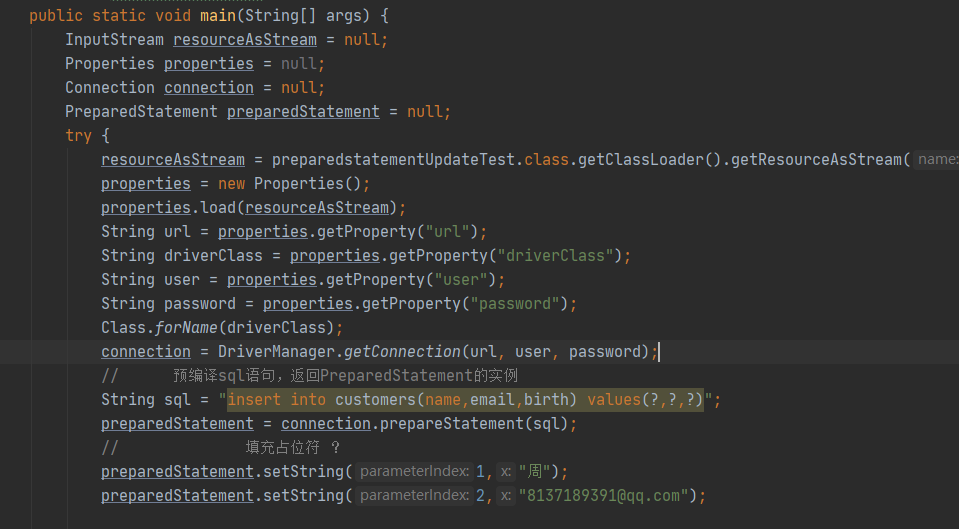 public static void main(String[] args) {
InputStream resourceAsStream = null;
Properties properties = null;
Connection connection = null;
PreparedStatement preparedStatement = null;
try {
resourceAsStream = preparedstatementUpdateTest.class.getClassLoader().getResourceAsStream( name:
properties = new Properties();
properties.load(resourceAsStream);
String url = properties.getProperty("url");
String driverClass = properties.getProperty("driverClass");
String user = properties.getProperty("user");
String password = properties.getProperty("password");
Class.forName(driverClass);
connection = DriverManager.getConnection(url, user, password);
// 预编译sql语句，返回PreparedStatement的实例
String sql = "insert into customers(name,email,birth) values(?,?,?)";
preparedStatement = connection.prepareStatement(sql);
// 填充占位符 ？
preparedStatement.setString( parameterIndex: 1, x: "周");
preparedStatement.setString( parameterIndex: 2, x: "8137189391@qq.com");